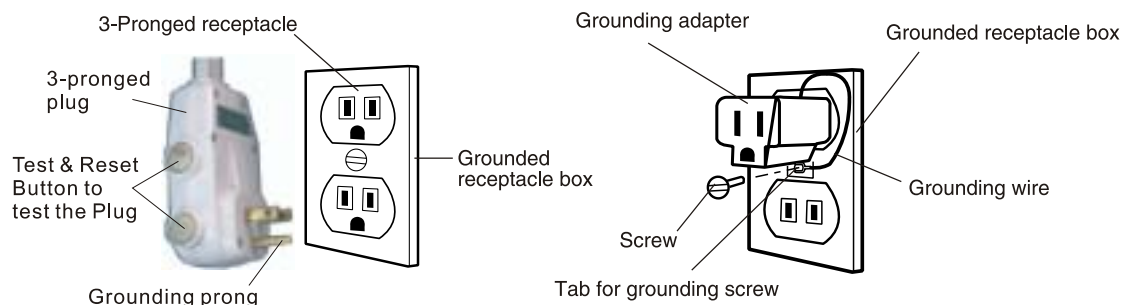 3-Pronged receptacle
3-pronged
plug
Test & Reset
Button to
test the Plug
Grounding prong
Grounded
receptacle box
Grounding adapter
Grounded receptacle box
Grounding wire
Screw
Tab for grounding screw